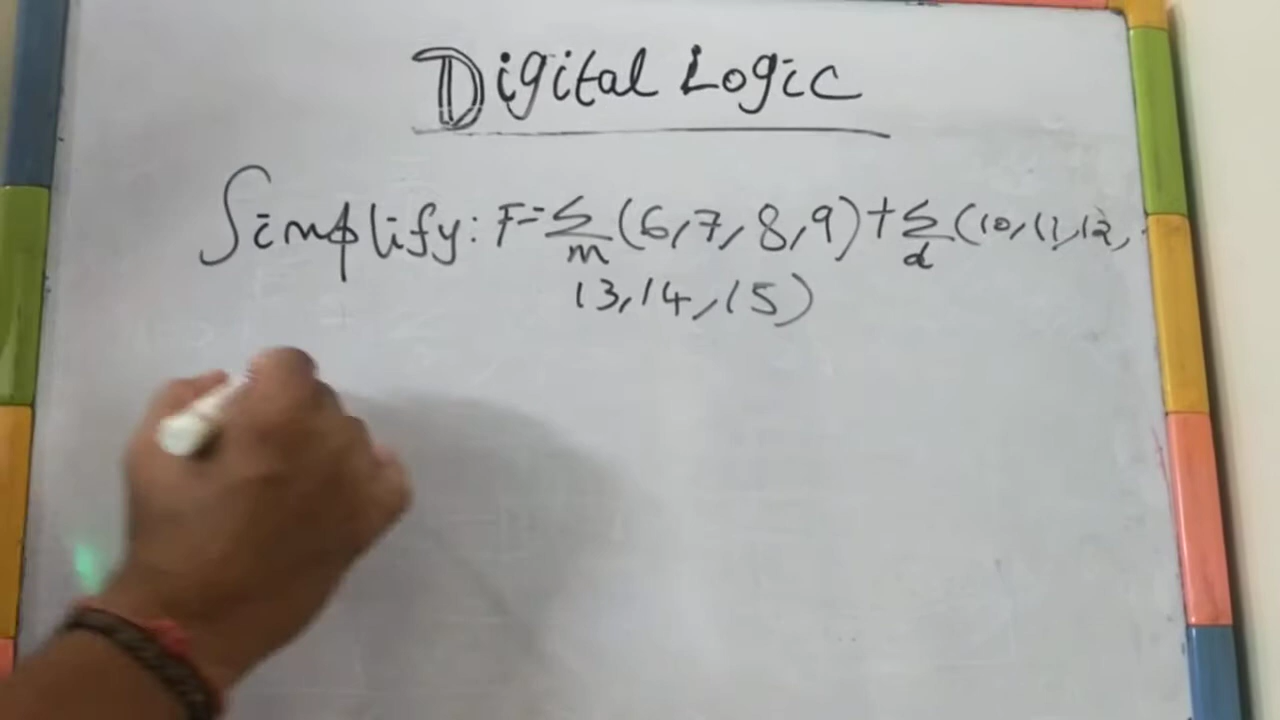 Digital Logic
Simplify: F=Σm(6,7,8,9)+Σd(10,11,12,
13,14,15)